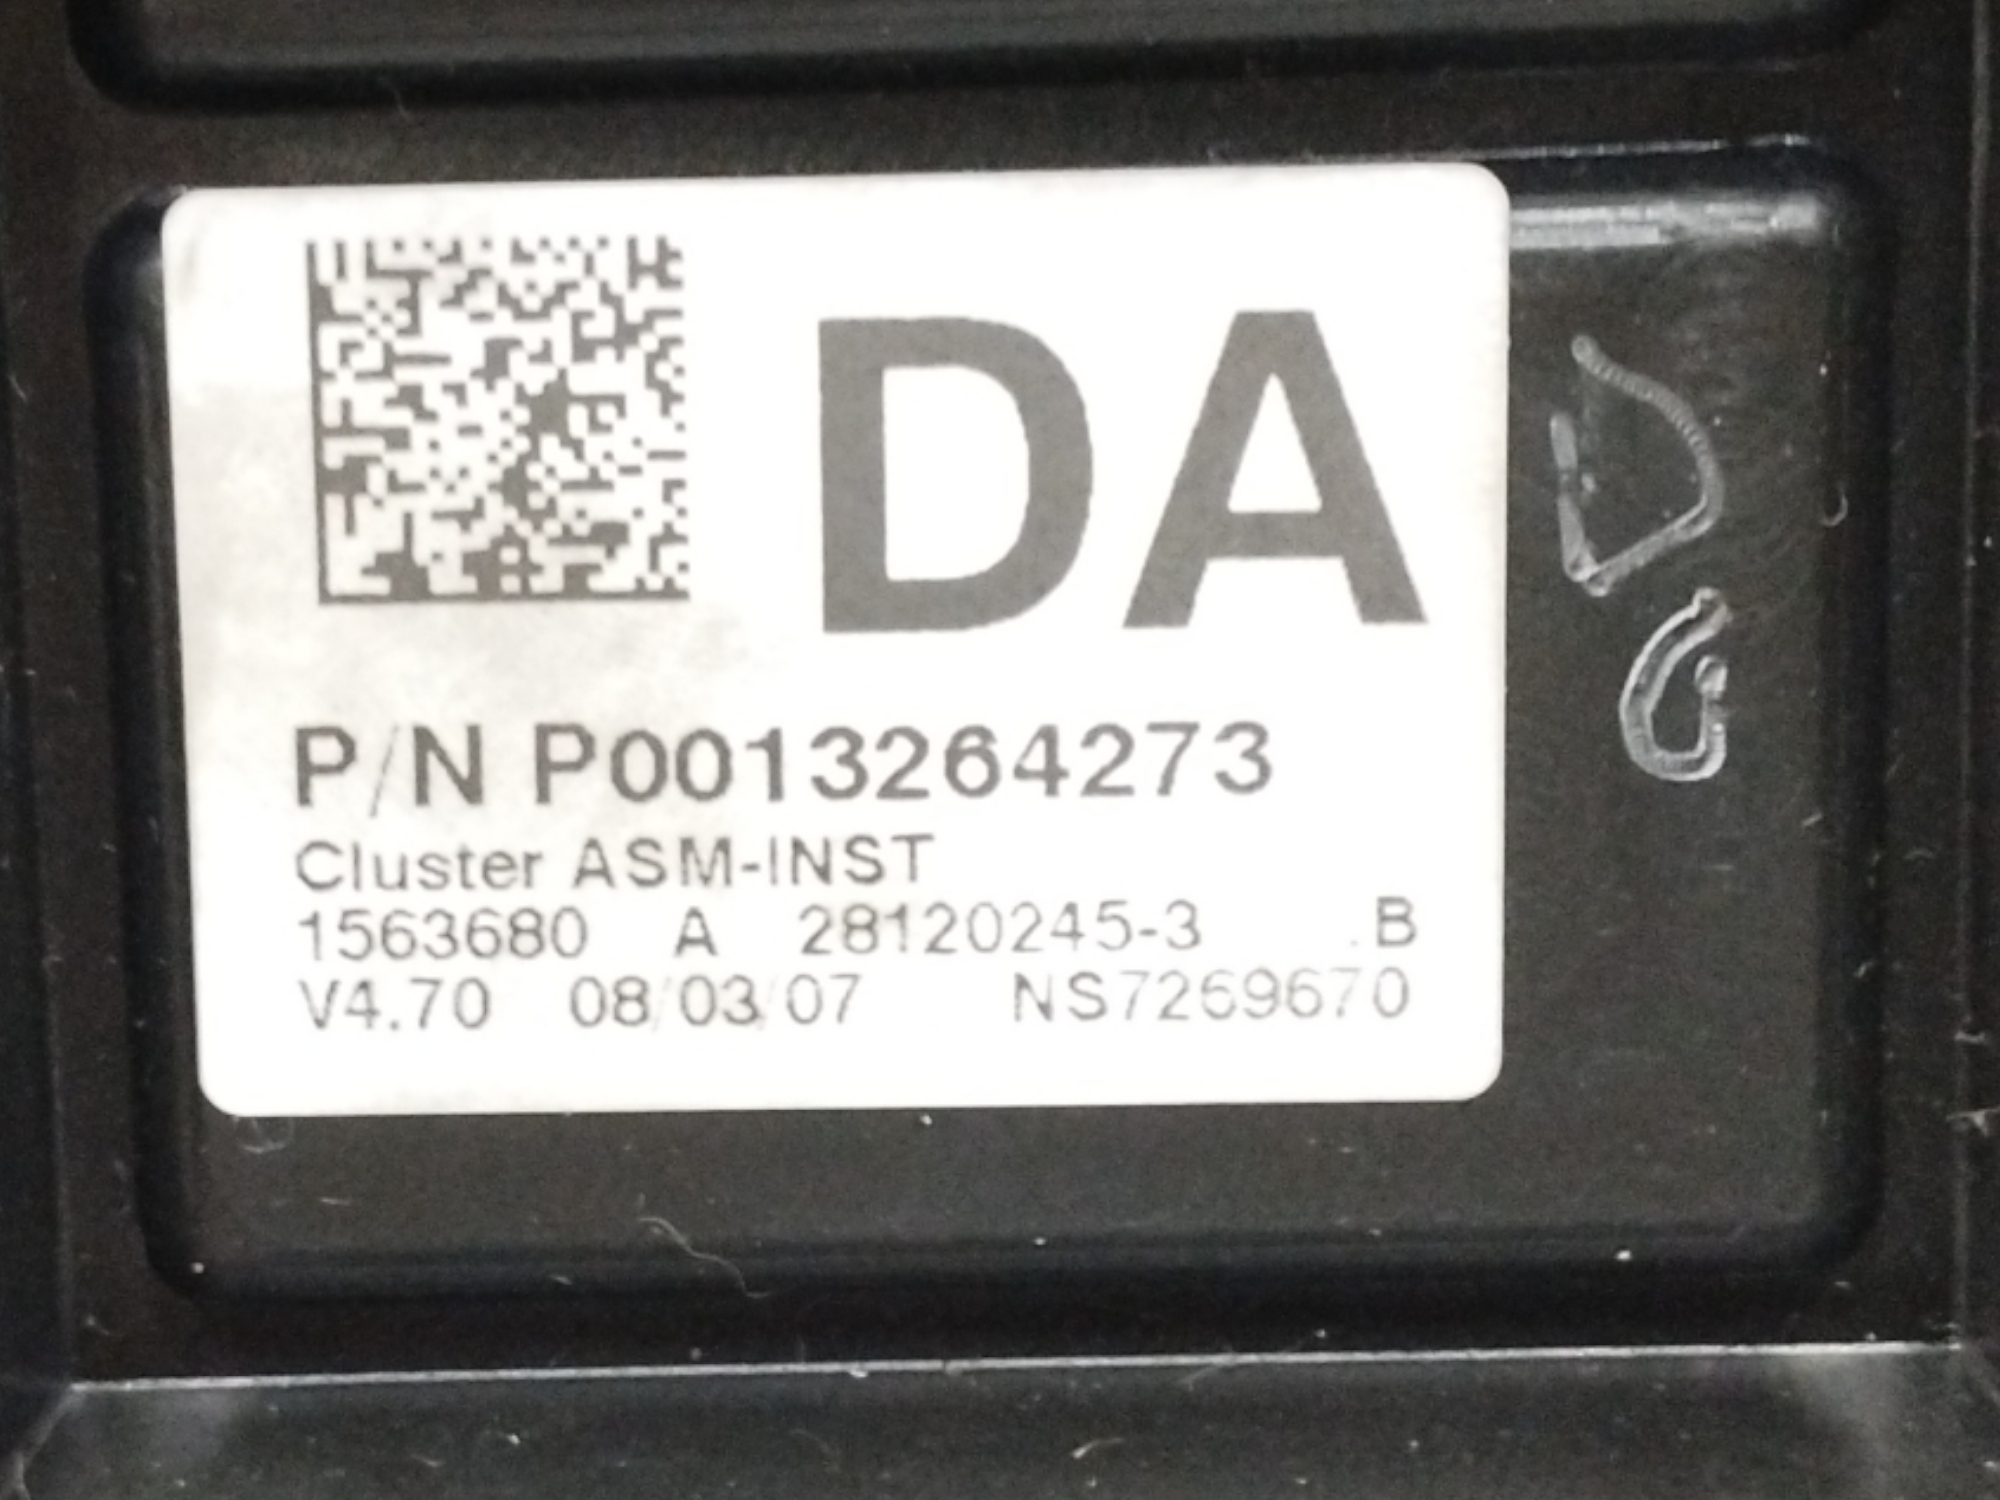 DA
P/N P0013264273
Cluster ASM-INST
1563680 A 28120245-3 .B
V4.70 08/03/07 NS7269670